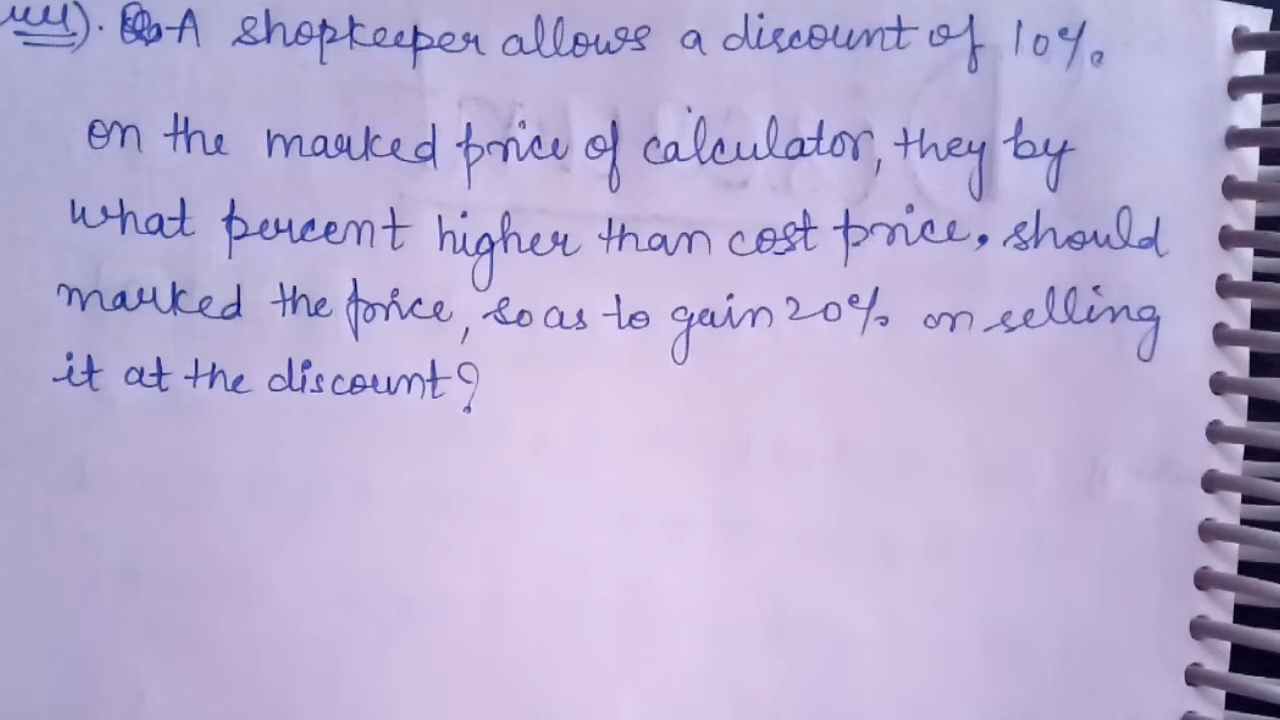 A shopkeeper allows a discount of 10%
on the marked price of calculator, they by
what percent higher than cost price, should
marked the price, so as to gain 20% on selling
it at the discount?